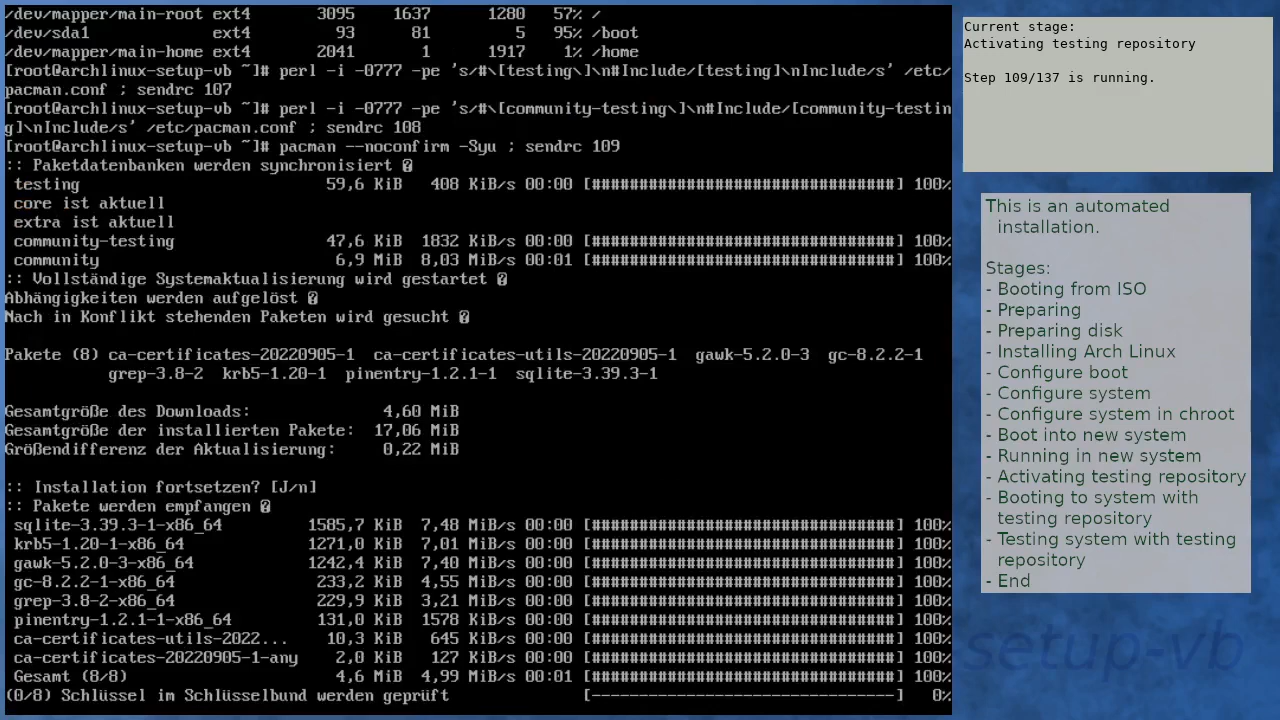 /dev/mapper/main-root ext4       3095    1637      1280   57% /
/dev/sda1             ext4         93      81         5   95% /boot
/dev/mapper/main-home ext4       2041       1      1917    1% /home
[root@archlinux-setup-vb ~]# perl -i -0777 -pe 's/#\[testing\]\n#Include/[testing]\nInclude/s' /etc/
pacman.conf ; sendrc 107
[root@archlinux-setup-vb ~]# perl -i -0777 -pe 's/#\[community-testing\]\n#Include/[community-testin
g]\nInclude/s' /etc/pacman.conf ; sendrc 108
[root@archlinux-setup-vb ~]# pacman --noconfirm -Syu ; sendrc 109
:: Paketdatenbanken werden synchronisiert �
 testing                          59,6 KiB   408 KiB/s 00:00 [################################] 100%
 core ist aktuell
 extra ist aktuell
 community-testing                47,6 KiB  1832 KiB/s 00:00 [################################] 100%
 community                         6,9 MiB  8,03 MiB/s 00:01 [################################] 100%
:: Vollständige Systemaktualisierung wird gestartet �
Abhängigkeiten werden aufgelöst �
Nach in Konflikt stehenden Paketen wird gesucht �
Pakete (8) ca-certificates-20220905-1  ca-certificates-utils-20220905-1  gawk-5.2.0-3  gc-8.2.2-1
           grep-3.8-2  krb5-1.20-1  pinentry-1.2.1-1  sqlite-3.39.3-1
Gesamtgröße des Downloads:              4,60 MiB
Gesamtgröße der installierten Pakete:  17,06 MiB
Größendifferenz der Aktualisierung:     0,22 MiB
:: Installation fortsetzen? [J/n]
:: Pakete werden empfangen �
 sqlite-3.39.3-1-x86_64         1585,7 KiB  7,48 MiB/s 00:00 [################################] 100%
 krb5-1.20-1-x86_64             1271,0 KiB  7,01 MiB/s 00:00 [################################] 100%
 gawk-5.2.0-3-x86_64            1242,4 KiB  7,40 MiB/s 00:00 [################################] 100%
 gc-8.2.2-1-x86_64               233,2 KiB  4,55 MiB/s 00:00 [################################] 100%
 grep-3.8-2-x86_64               229,9 KiB  3,21 MiB/s 00:00 [################################] 100%
 pinentry-1.2.1-1-x86_64         131,0 KiB  1578 KiB/s 00:00 [################################] 100%
 ca-certificates-utils-2022...    10,3 KiB   645 KiB/s 00:00 [################################] 100%
 ca-certificates-20220905-1-any    2,0 KiB   127 KiB/s 00:00 [################################] 100%
 Gesamt (8/8)                      4,6 MiB  4,99 MiB/s 00:01 [################################] 100%
(0/8) Schlüssel im Schlüsselbund werden geprüft              [--------------------------------]   0%
Current stage:
Activating testing repository
Step 109/137 is running.
This is an automated
installation.
Stages:
- Booting from ISO
- Preparing
- Preparing disk
- Installing Arch Linux
- Configure boot
- Configure system
- Configure system in chroot
- Boot into new system
- Running in new system
- Activating testing repository
- Booting to system with
testing repository
- Testing system with testing
repository
- End
setup-vb